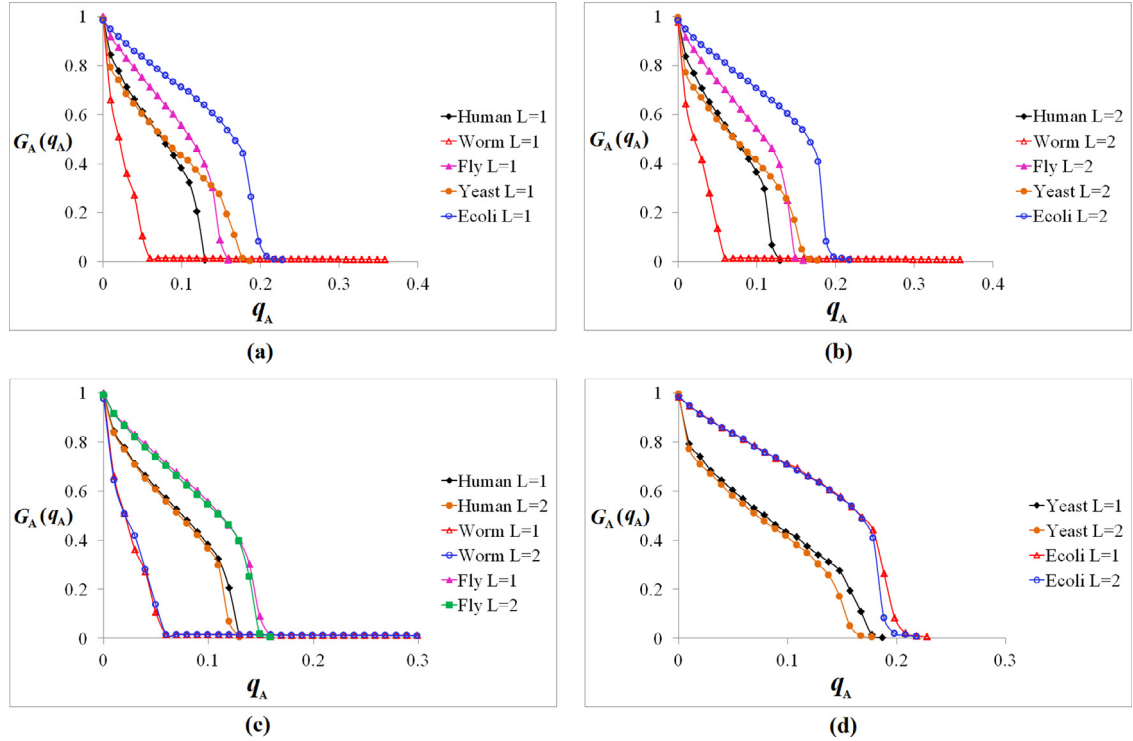 1
0.8
0.6
0.4
0.2
0
G_A(q_A)
0 0.1 0.2 0.3 0.4
q_A
Human L=1
Worm L=1
Fly L=1
Yeast L=1
Ecoli L=1
(a)
1
0.8
0.6
0.4
0.2
0
G_A(q_A)
0 0.1 0.2 0.3 0.4
q_A
Human L=2
Worm L=2
Fly L=2
Yeast L=2
Ecoli L=2
(b)
1
0.8
0.6
0.4
0.2
0
G_A(q_A)
0 0.1 0.2 0.3
q_A
Human L=1
Human L=2
Worm L=1
Worm L=2
Fly L=1
Fly L=2
(c)
1
0.8
0.6
0.4
0.2
0
G_A(q_A)
0 0.1 0.2 0.3
q_A
Yeast L=1
Yeast L=2
Ecoli L=1
Ecoli L=2
(d)